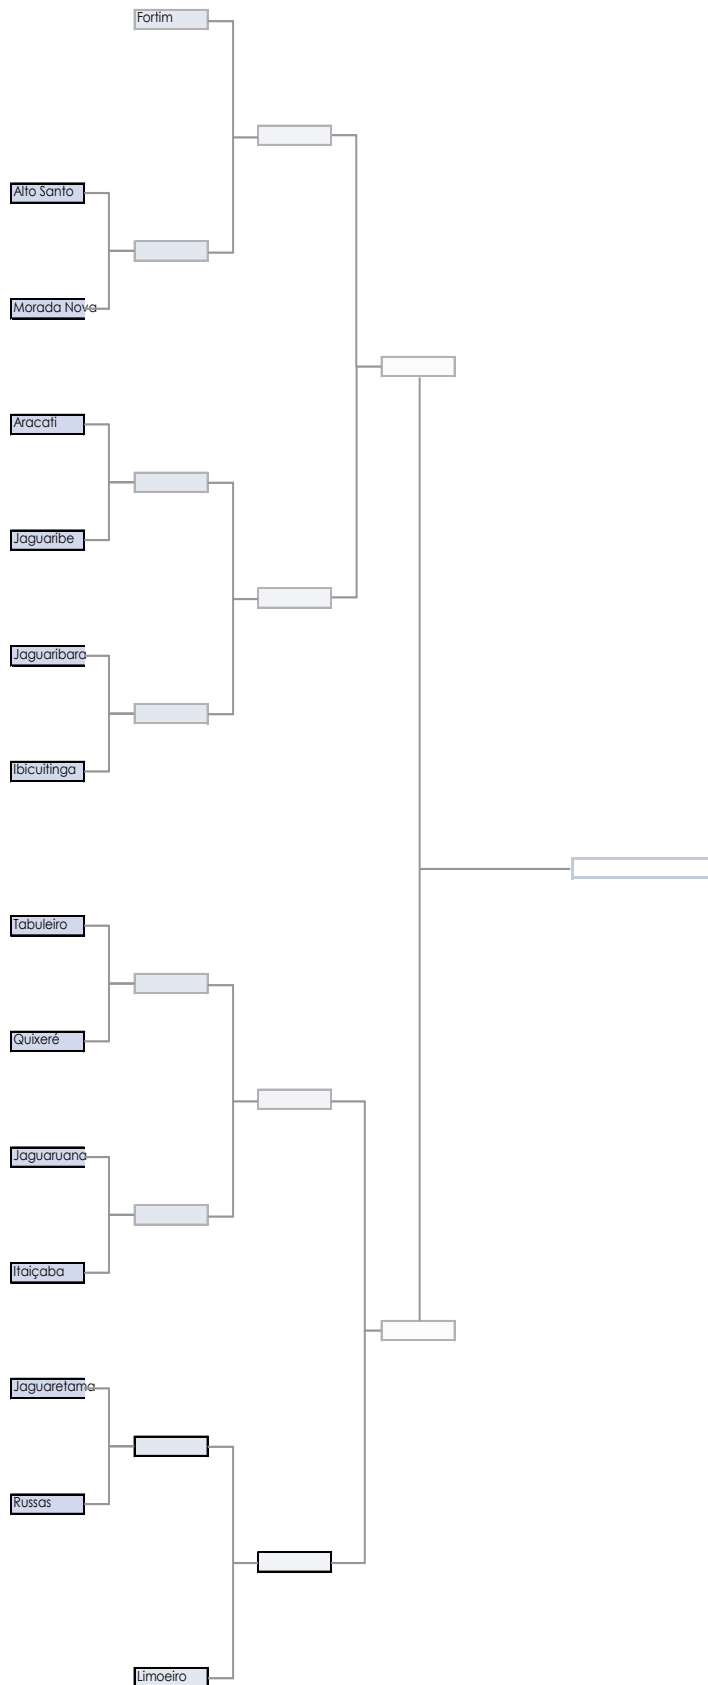 Fortim
Alto Santo
Morada Nova
Aracati
Jaguaribe
Jaguaribara
Ibicuitinga
Tabuleiro
Quixeré
Jaguaruana
Itaiçaba
Jaguaretama
Russas
Limoeiro